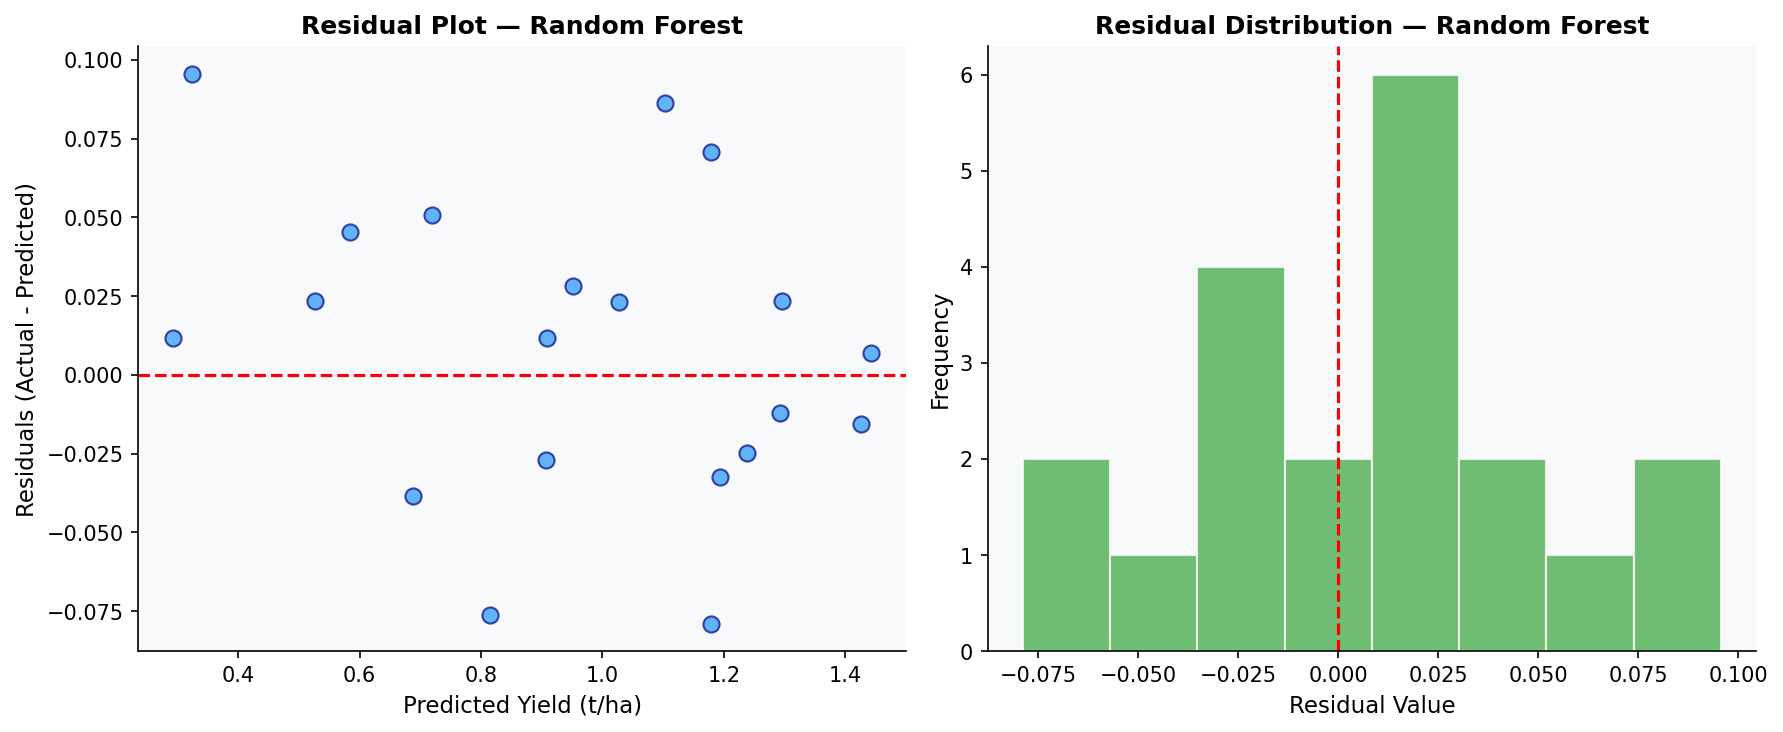 Residual Plot — Random Forest
Residuals (Actual - Predicted)
0.100
0.075
0.050
0.025
0.000
−0.025
−0.050
−0.075
0.4 0.6 0.8 1.0 1.2 1.4
Predicted Yield (t/ha)
Residual Distribution — Random Forest
Frequency
6
5
4
3
2
1
0
−0.075 −0.050 −0.025 0.000 0.025 0.050 0.075 0.100
Residual Value